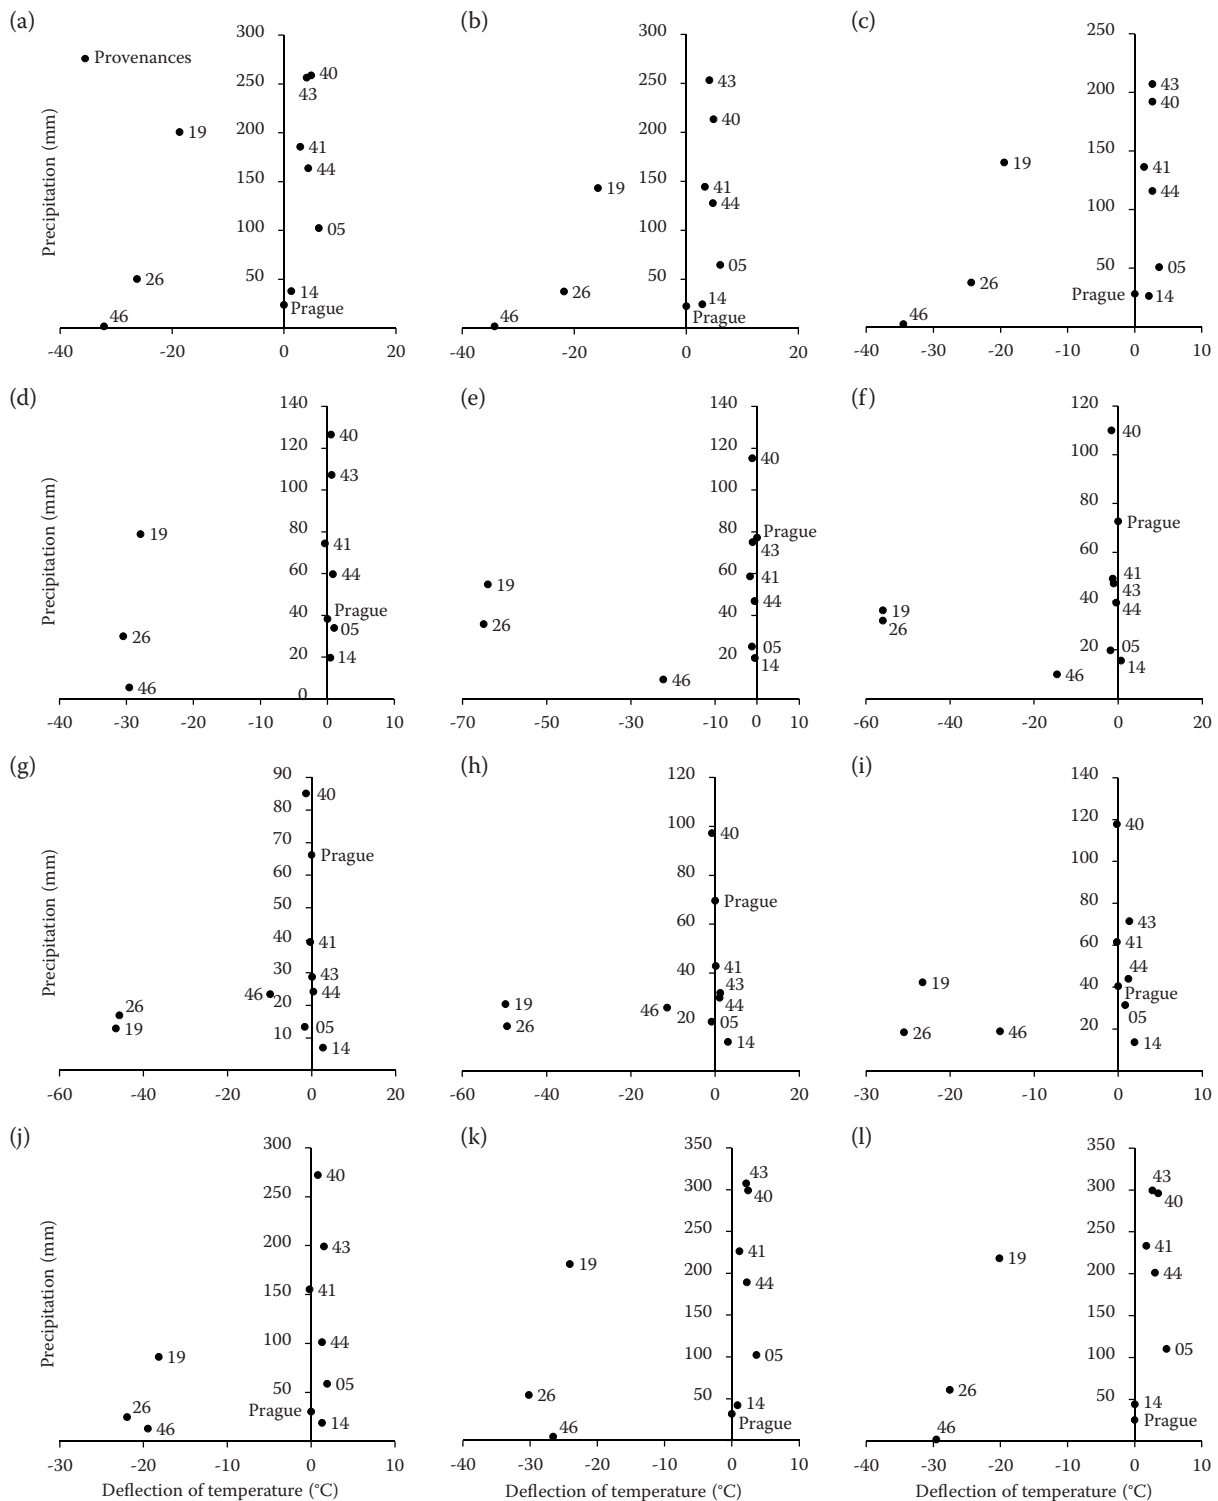 (a) (b) (c)
300 300 250
Provenances
250 40 43 43
43 250 200 40
200 19 200 40
150 41 19 150 19 41
44 150 41 44
100 05 100 44 100
50 26 50 26 05 50 26 05
14 14 Prague 14
46 Prague 46 Prague 46
-40 -20 0 20 -40 -20 0 20 -40 -30 -20 -10 0 10
Precipitation (mm)
(d) (e) (f)
140 140 120
120 40 120 40 100 40
100 43 100 80 Prague
80 19 41 80 Prague 43 60
60 44 60 19 41 41 43
40 Prague 05 40 26 44 40 19 26 44
20 26 14 20 05 14 20 05 14
0 46 46 46
-40 -30 -20 -10 0 10 -70 -50 -30 -10 0 10 -60 -40 -20 0 20
Precipitation (mm)
(g) (h) (i)
90 120 140
80 40 100 40 120 40
70 Prague 80 100
60 Prague 80
50 60 43
40 41 40 41 60 41
30 43 43 44
20 46 44 19 46 44 40 19 Prague
26 19 05 20 26 05 20 26 46 05
10 14 14 14
-60 -40 -20 0 20 -60 -40 -20 0 20 -30 -20 -10 0 10
Precipitation (mm)
(j) (k) (l)
300 350 350
40 43 43
250 300 40 300 40
200 43 250 41 250 41
150 41 200 19 44 200 19 44
100 19 44 150 150
50 05 100 05 100 05
26 Prague 50 26 14 50 26 14
46 14 46 Prague 46 Prague
-30 -20 -10 0 10 -40 -30 -20 -10 0 10 -40 -30 -20 -10 0 10
Precipitation (mm)
Deflection of temperature (°C) Deflection of temperature (°C) Deflection of temperature (°C)